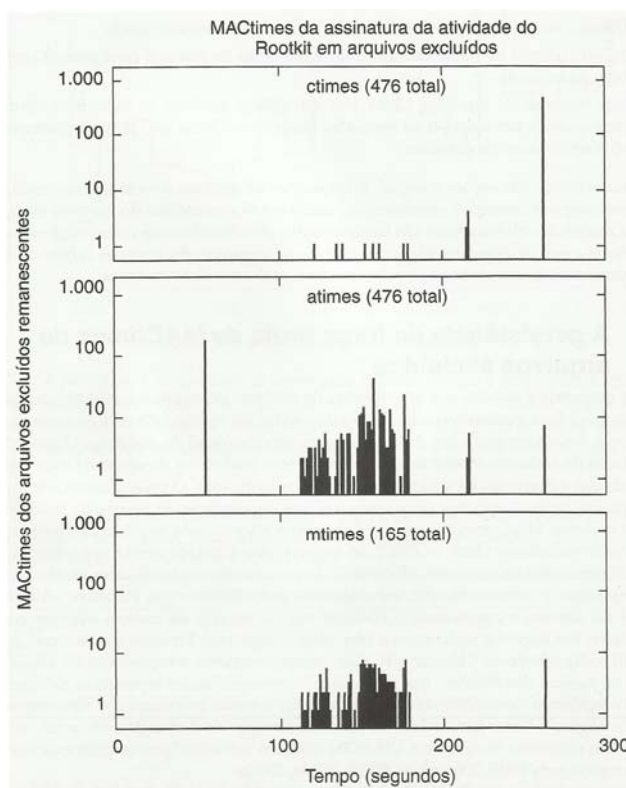 MACtimes da assinatura da atividade do
Rootkit em arquivos excluídos
MACtimes dos arquivos excluídos remanescentes
1.000
100
10
1
ctimes (476 total)
1.000
100
10
1
atimes (476 total)
1.000
100
10
1
mtimes (165 total)
0
100
200
300
Tempo (segundos)